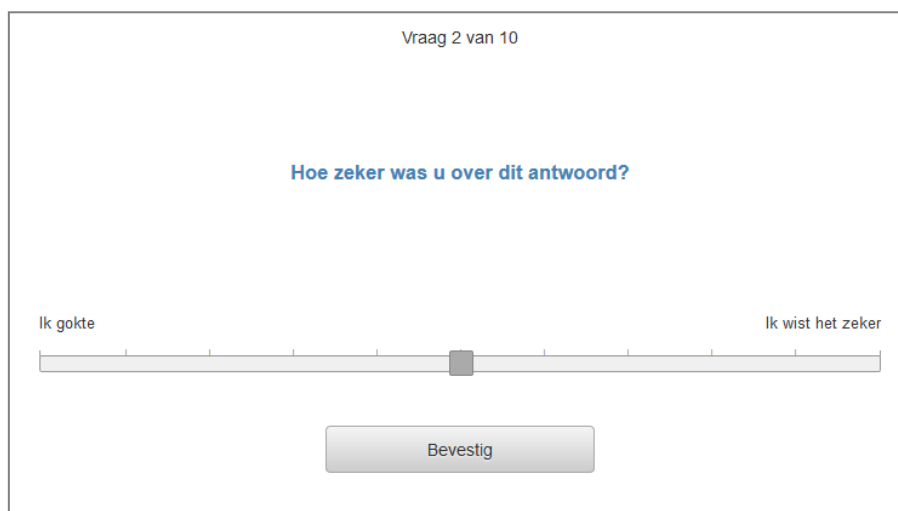 Vraag 2 van 10
Hoe zeker was u over dit antwoord?
Ik gokte
Ik wist het zeker
Bevestig